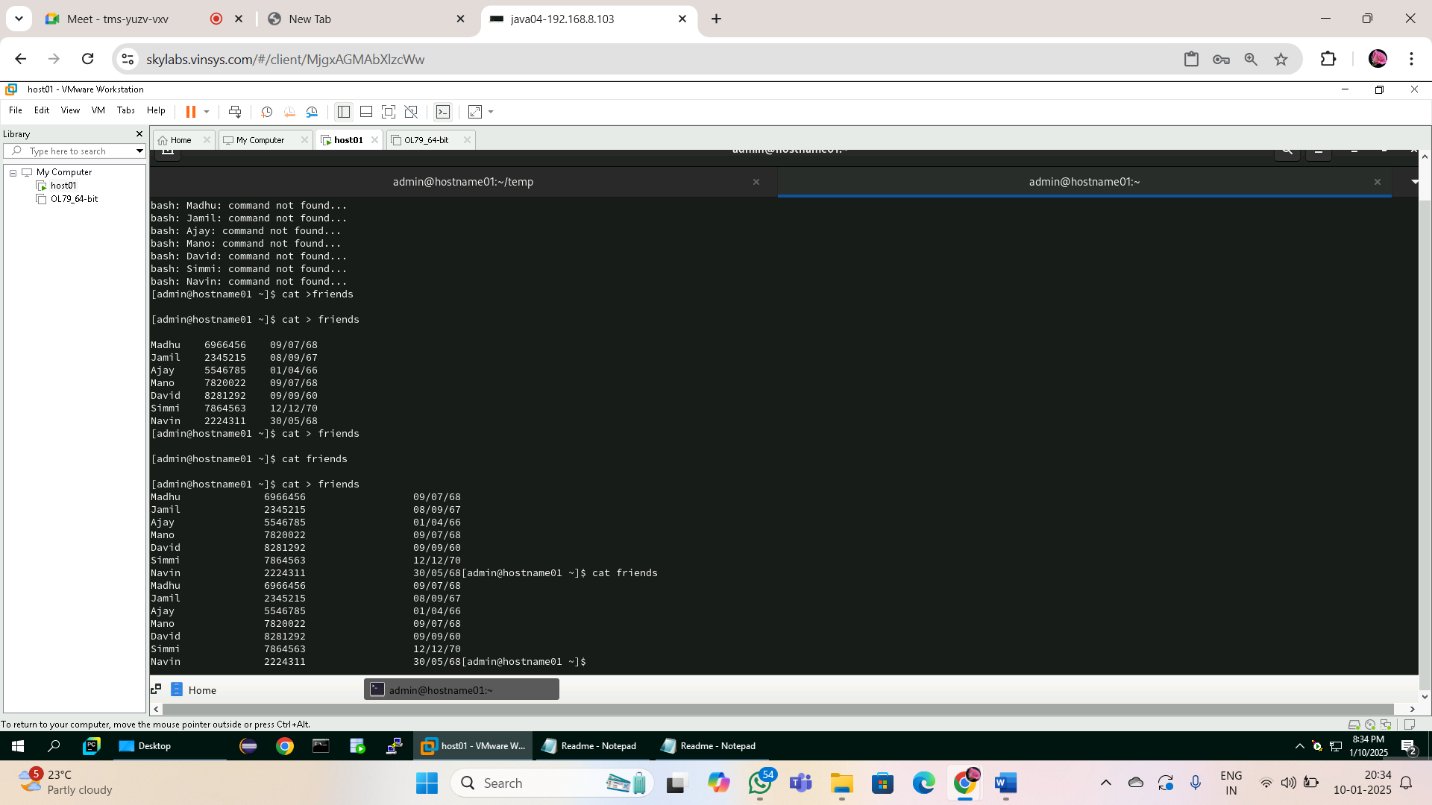 Meet - tms-yuzv-vxv
New Tab
java04-192.168.8.103
skylabs.vinsys.com/#/client/MjgxAGMAbXlzcWw
host01 - VMware Workstation
File Edit View VM Tabs Help
Library
Home
My Computer
host01
OL79_64-bit
Type here to search
My Computer
host01
OL79_64-bit
admin@hostname01:~/temp
admin@hostname01:~
bash: Madhu: command not found...
bash: Jamil: command not found...
bash: Ajay: command not found...
bash: Mano: command not found...
bash: David: command not found...
bash: Simmi: command not found...
bash: Navin: command not found...
[admin@hostname01 ~]$ cat >friends
[admin@hostname01 ~]$ cat > friends
Madhu 6966456 09/07/68
Jamil 2345215 08/09/67
Ajay 5546785 01/04/66
Mano 7820022 09/07/68
David 8281292 09/09/60
Simmi 7864563 12/12/70
Navin 2224311 30/05/68
[admin@hostname01 ~]$ cat > friends
[admin@hostname01 ~]$ cat friends
[admin@hostname01 ~]$ cat > friends
Madhu 6966456 09/07/68
Jamil 2345215 08/09/67
Ajay 5546785 01/04/66
Mano 7820022 09/07/68
David 8281292 09/09/60
Simmi 7864563 12/12/70
Navin 2224311 30/05/68[admin@hostname01 ~]$ cat friends
Madhu 6966456 09/07/68
Jamil 2345215 08/09/67
Ajay 5546785 01/04/66
Mano 7820022 09/07/68
David 8281292 09/09/60
Simmi 7864563 12/12/70
Navin 2224311 30/05/68[admin@hostname01 ~]$
Home
admin@hostname01:~
To return to your computer, move the mouse pointer outside or press Ctrl+Alt.
Desktop
host01 - VMware W...
Readme - Notepad
Readme - Notepad
8:34 PM
1/10/2025
2
5
23°C
Partly cloudy
Search
54
ENG
IN
20:34
10-01-2025